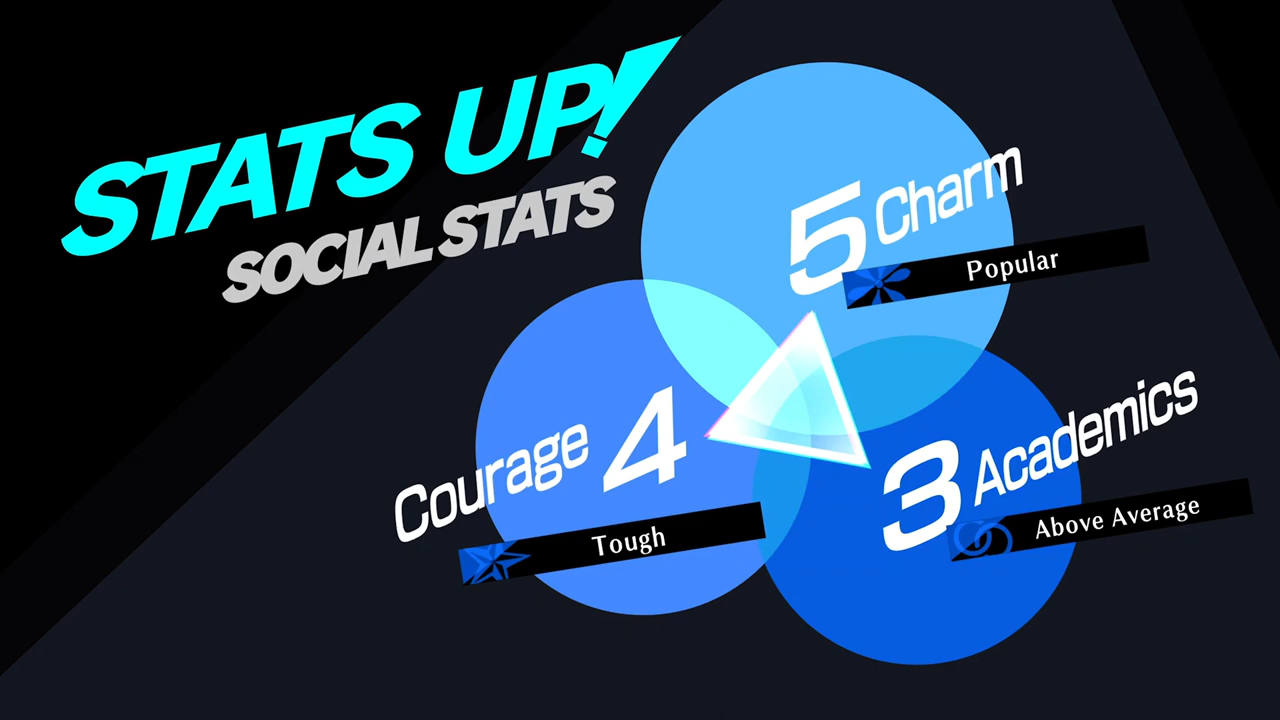 STATS UP!
SOCIAL STATS
5 Charm
Popular
Courage 4
Tough
3 Academics
Above Average